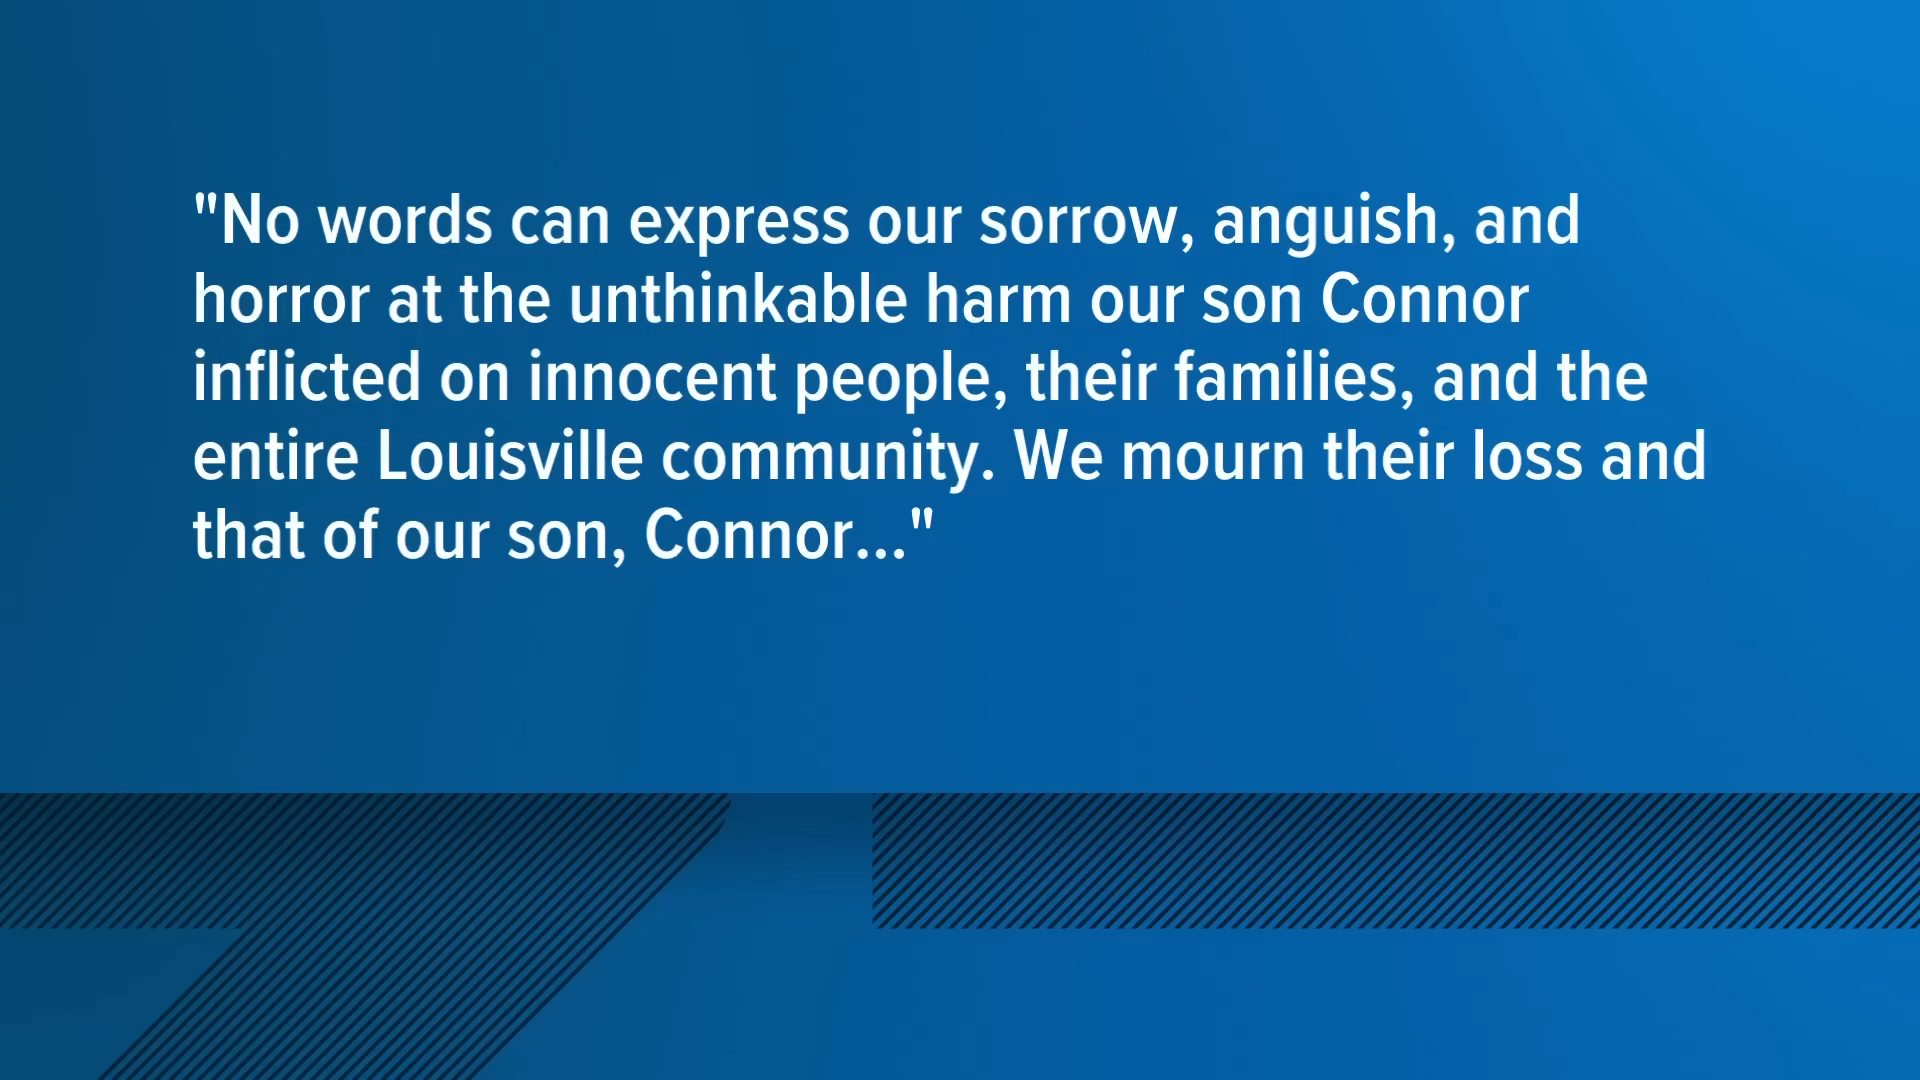 "No words can express our sorrow, anguish, and
horror at the unthinkable harm our son Connor
inflicted on innocent people, their families, and the
entire Louisville community. We mourn their loss and
that of our son, Connor..."